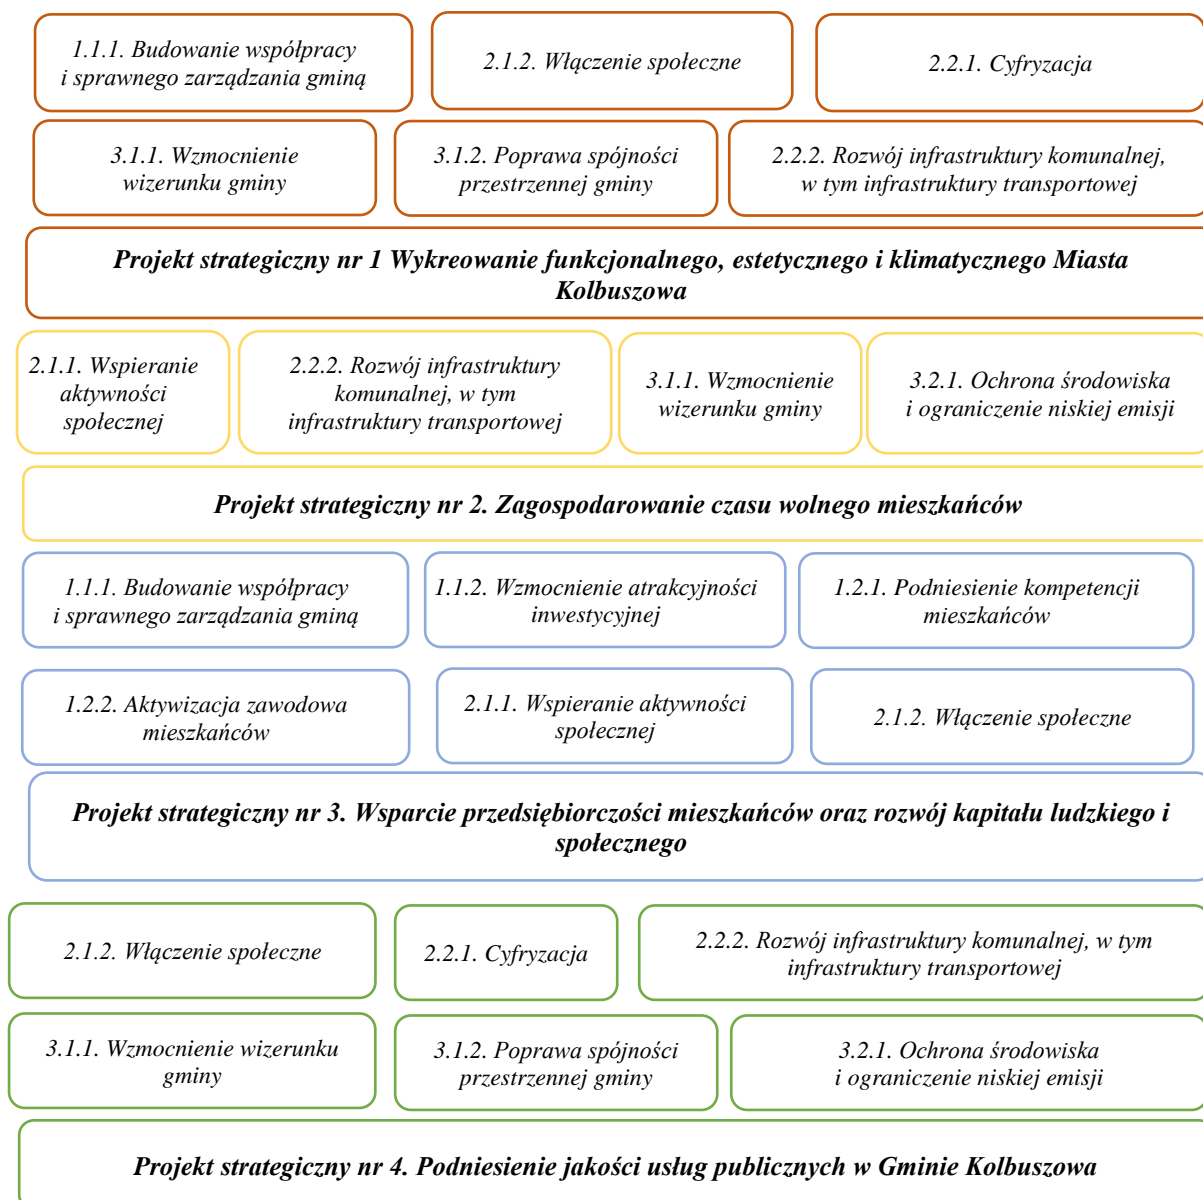 1.1.1. Budowanie współpracy
i sprawnego zarządzania gminą
2.1.2. Włączenie społeczne
2.2.1. Cyfryzacja
3.1.1. Wzmocnienie
wizerunku gminy
3.1.2. Poprawa spójności
przestrzennej gminy
2.2.2. Rozwój infrastruktury komunalnej,
w tym infrastruktury transportowej
Projekt strategiczny nr 1 Wykreowanie funkcjonalnego, estetycznego i klimatycznego Miasta
Kolbuszowa
2.1.1. Wspieranie
aktywności
społecznej
2.2.2. Rozwój infrastruktury
komunalnej, w tym
infrastruktury transportowej
3.1.1. Wzmocnienie
wizerunku gminy
3.2.1. Ochrona środowiska
i ograniczenie niskiej emisji
Projekt strategiczny nr 2. Zagospodarowanie czasu wolnego mieszkańców
1.1.1. Budowanie współpracy
i sprawnego zarządzania gminą
1.1.2. Wzmocnienie atrakcyjności
inwestycyjnej
1.2.1. Podniesienie kompetencji
mieszkańców
1.2.2. Aktywizacja zawodowa
mieszkańców
2.1.1. Wspieranie aktywności
społecznej
2.1.2. Włączenie społeczne
Projekt strategiczny nr 3. Wsparcie przedsiębiorczości mieszkańców oraz rozwój kapitału ludzkiego i
społecznego
2.1.2. Włączenie społeczne
2.2.1. Cyfryzacja
2.2.2. Rozwój infrastruktury komunalnej, w tym
infrastruktury transportowej
3.1.1. Wzmocnienie wizerunku
gminy
3.1.2. Poprawa spójności
przestrzennej gminy
3.2.1. Ochrona środowiska
i ograniczenie niskiej emisji
Projekt strategiczny nr 4. Podniesienie jakości usług publicznych w Gminie Kolbuszowa